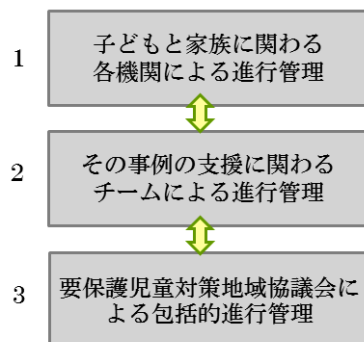 1
子どもと家族に関わる
各機関による進行管理
2
その事例の支援に関わる
チームによる進行管理
3
要保護児童対策地域協議会に
よる包括的進行管理